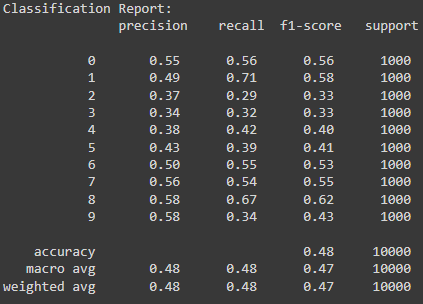 Classification Report:
precision recall f1-score support
0 0.55 0.56 0.56 1000
1 0.49 0.71 0.58 1000
2 0.37 0.29 0.33 1000
3 0.34 0.32 0.33 1000
4 0.38 0.42 0.40 1000
5 0.43 0.39 0.41 1000
6 0.50 0.55 0.53 1000
7 0.56 0.54 0.55 1000
8 0.58 0.67 0.62 1000
9 0.58 0.34 0.43 1000
accuracy 0.48 10000
macro avg 0.48 0.48 0.47 10000
weighted avg 0.48 0.48 0.47 10000